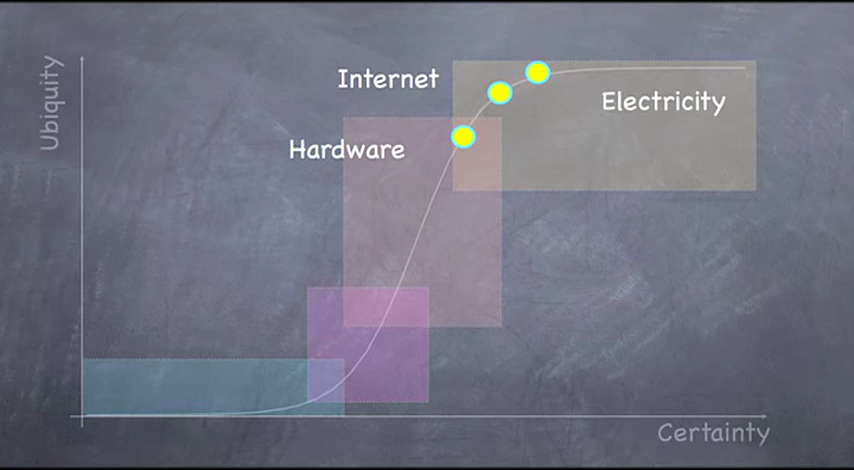 Ubiquity
Internet
Electricity
Hardware
Certainty